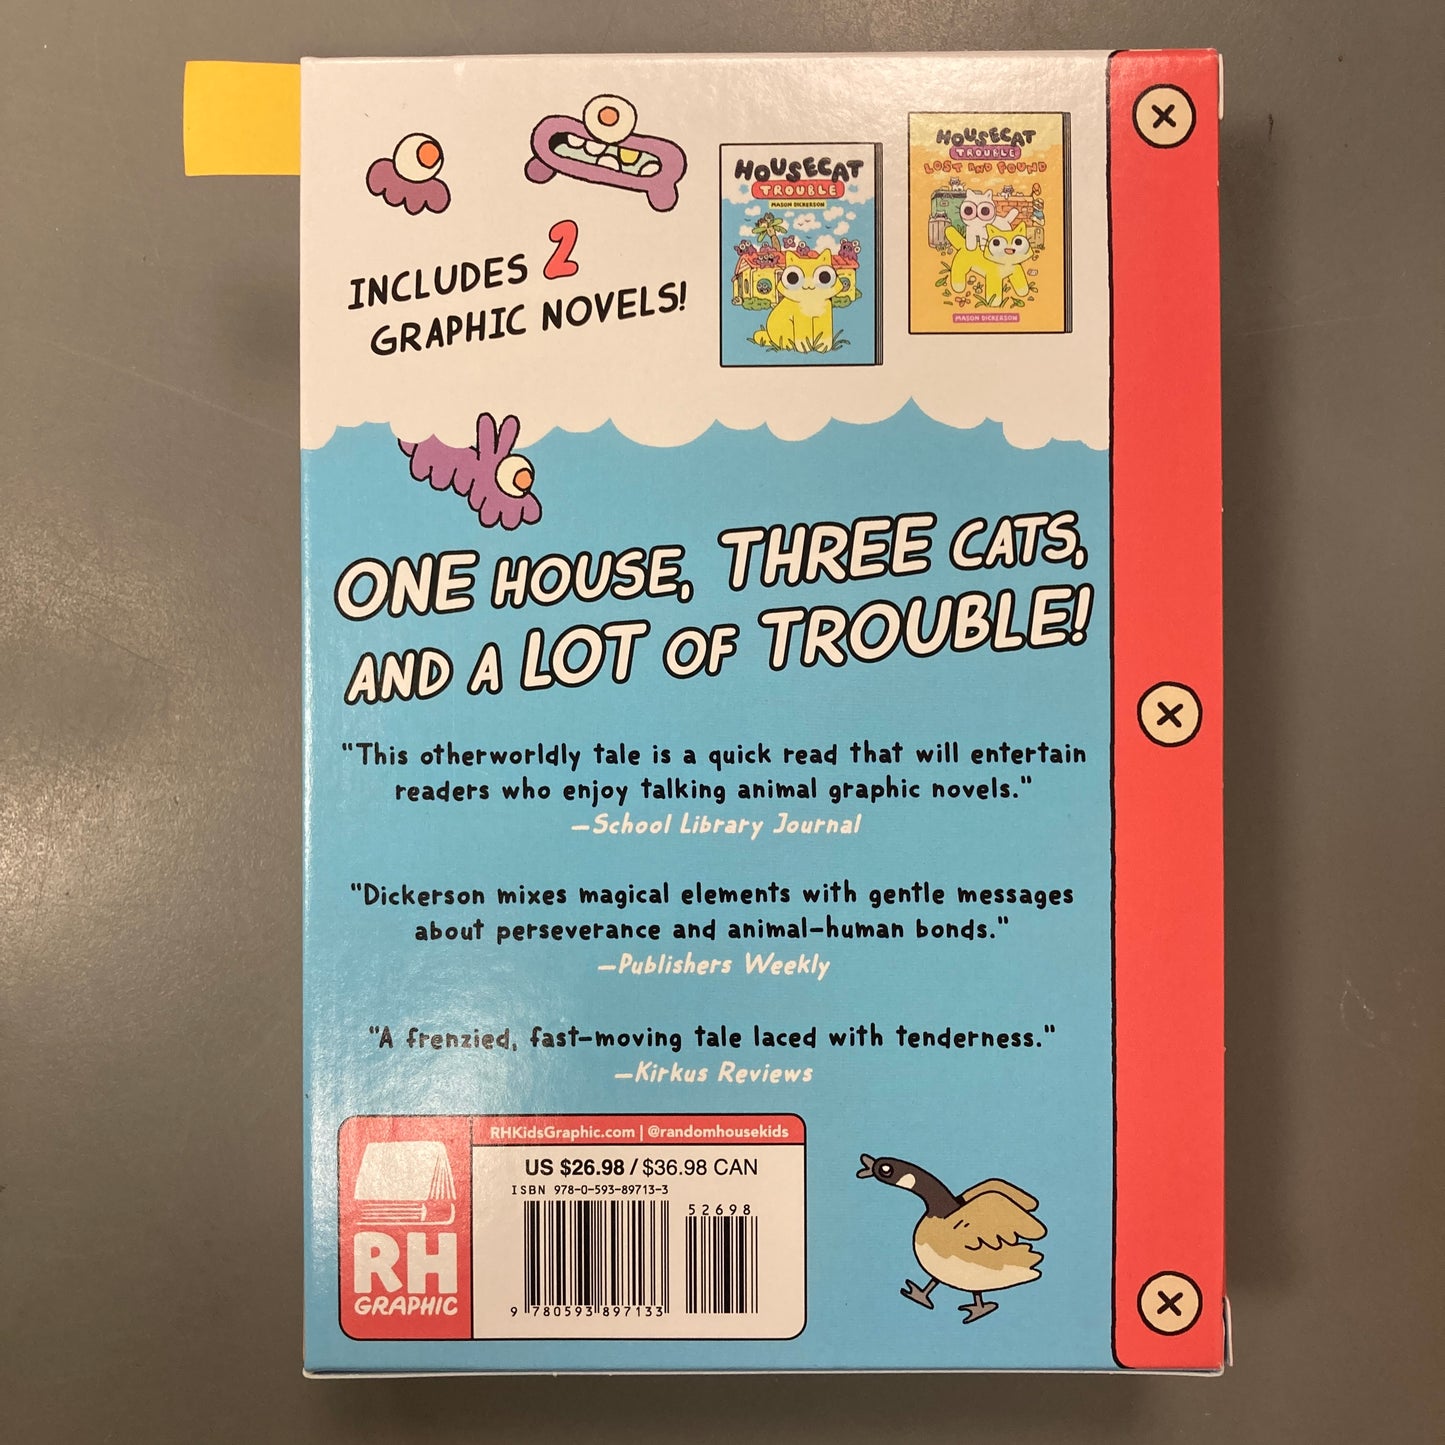 INCLUDES 2
GRAPHIC NOVELS!
HOUSECAT
TROUBLE
MASON DICKERSON
HOUSECAT
TROUBLE
LOST AND FOUND
MASON DICKERSON
ONE HOUSE, THREE CATS,
AND A LOT OF TROUBLE!
"This otherworldly tale is a quick read that will entertain
readers who enjoy talking animal graphic novels."
—School Library Journal
"Dickerson mixes magical elements with gentle messages
about perseverance and animal–human bonds."
—Publishers Weekly
"A frenzied, fast–moving tale laced with tenderness."
—Kirkus Reviews
RHKidsGraphic.com | @randomhousekids
US $26.98 / $36.98 CAN
ISBN 978-0-593-89713-3
52698
9 780593 897133
RH
GRAPHIC